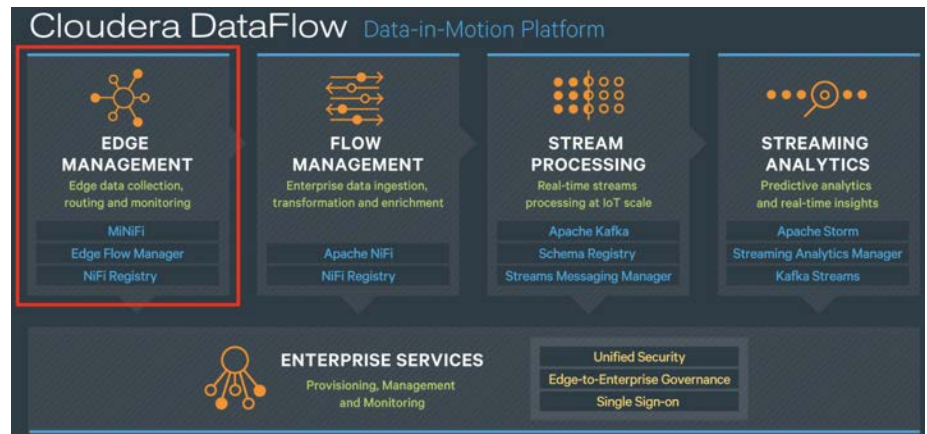 Cloudera DataFlow Data-in-Motion Platform
EDGE
MANAGEMENT
Edge data collection,
routing and monitoring
MiNiFi
Edge Flow Manager
NiFi Registry
FLOW
MANAGEMENT
Enterprise data ingestion,
transformation and enrichment
Apache NiFi
NiFi Registry
STREAM
PROCESSING
Real-time streams
processing at IoT scale
Apache Kafka
Schema Registry
Streams Messaging Manager
STREAMING
ANALYTICS
Predictive analytics
and real-time insights
Apache Storm
Streaming Analytics Manager
Kafka Streams
ENTERPRISE SERVICES
Provisioning, Management
and Monitoring
Unified Security
Edge-to-Enterprise Governance
Single Sign-on